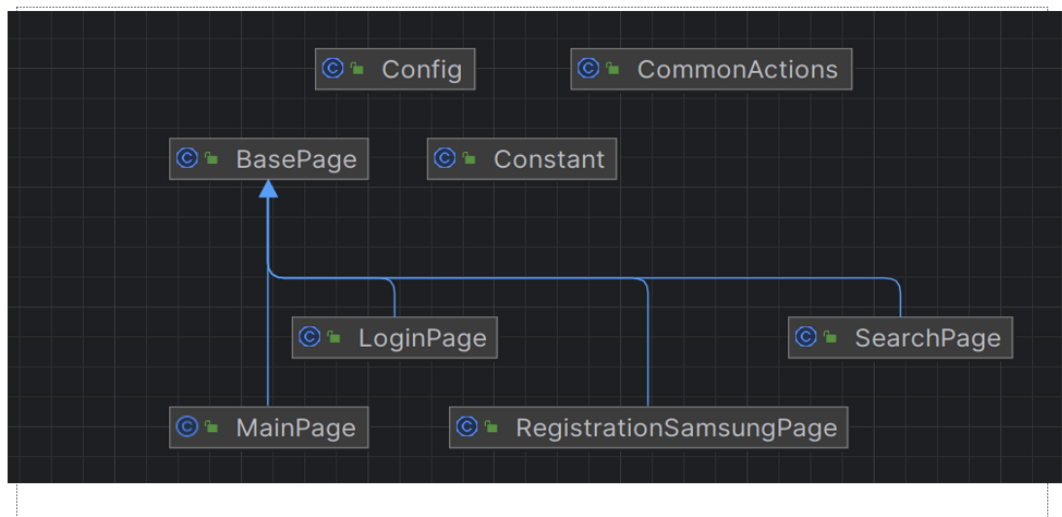 Config
CommonActions
BasePage
Constant
LoginPage
SearchPage
MainPage
RegistrationSamsungPage